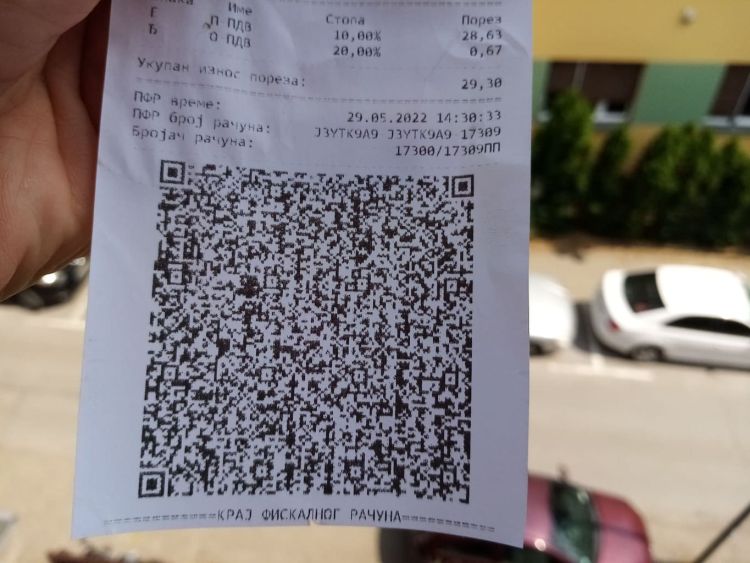 Име Стопа Порез
Г П ПДВ 10,00% 28,63
Ђ О ПДВ 20,00% 0,67
Укупан износ пореза: 29,30
ПФР време: 29.05.2022 14:30:33
ПФР број рачуна: J3YTK9A9 J3YTK9A9 17309
Бројач рачуна: 17300/17309ПП
КРАЈ ФИСКАЛНОГ РАЧУНА